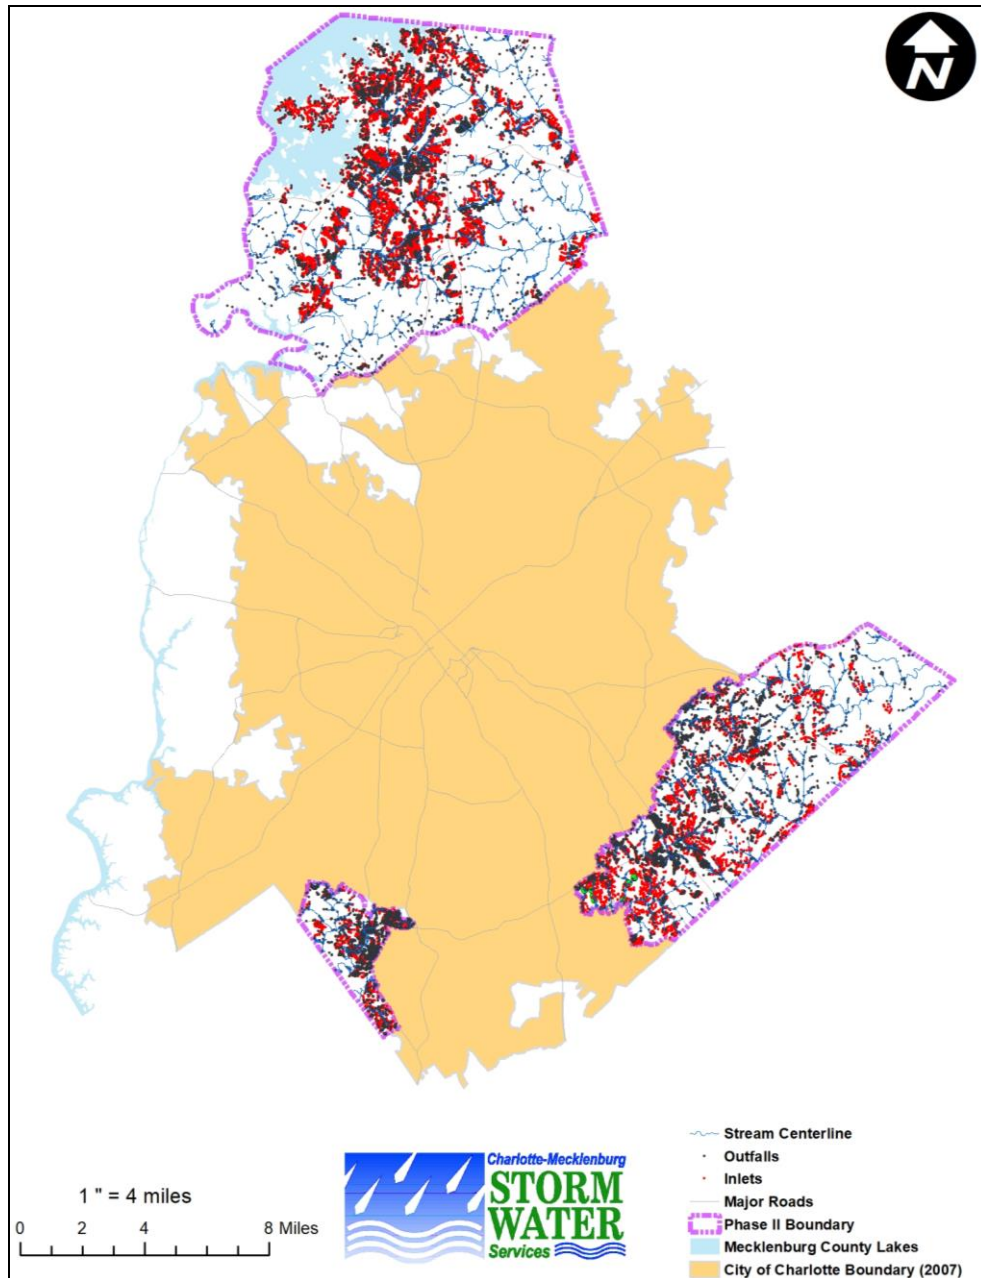 N
Stream Centerline
Outfalls
Inlets
Major Roads
Phase II Boundary
Mecklenburg County Lakes
City of Charlotte Boundary (2007)
Charlotte-Mecklenburg
STORM
WATER
Services
1 " = 4 miles
0 2 4 8 Miles